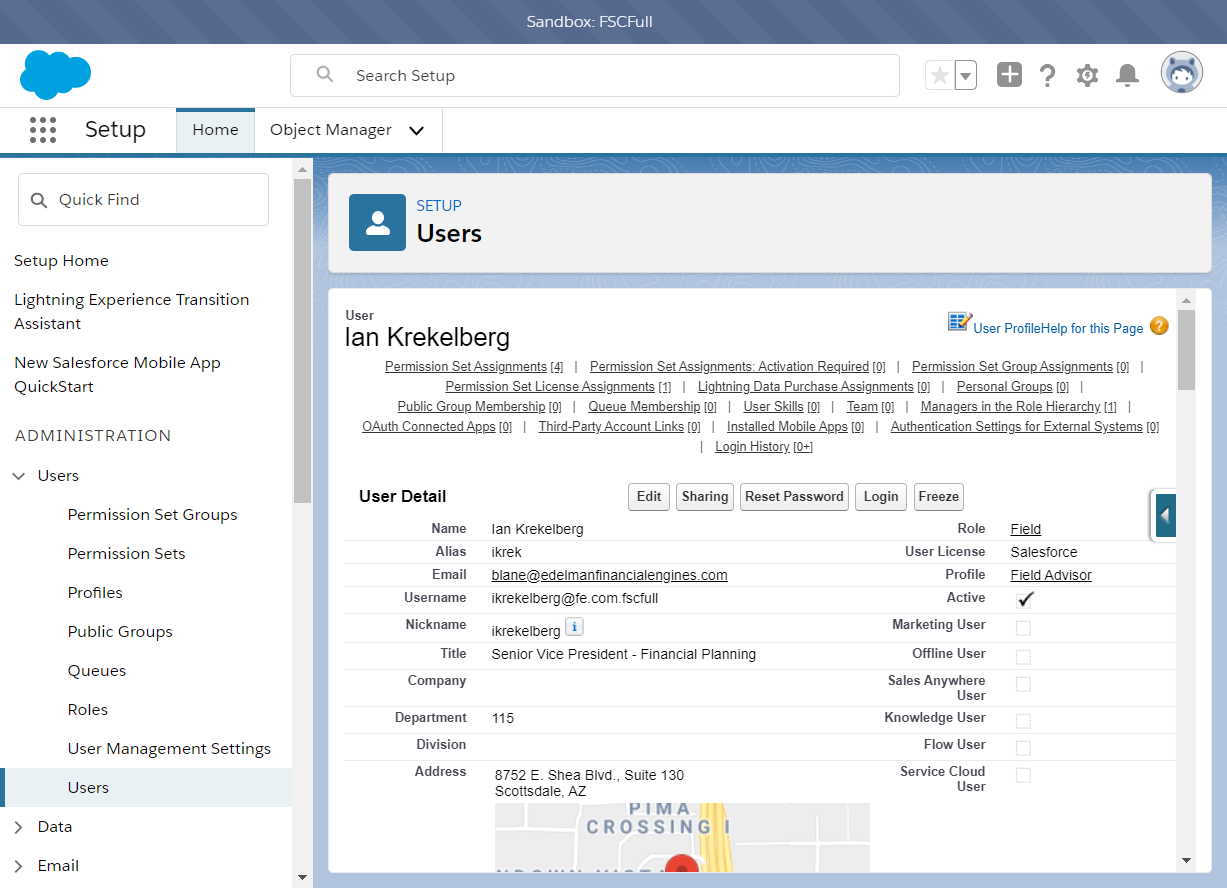 Sandbox: FSCFull
Search Setup
Setup
Home
Object Manager
Quick Find
Setup Home
Lightning Experience Transition
Assistant
New Salesforce Mobile App
QuickStart
ADMINISTRATION
Users
Permission Set Groups
Permission Sets
Profiles
Public Groups
Queues
Roles
User Management Settings
Users
Data
Email
SETUP
Users
User
Ian Krekelberg
User ProfileHelp for this Page ?
Permission Set Assignments [4] | Permission Set Assignments: Activation Required [0] | Permission Set Group Assignments [0] |
Permission Set License Assignments [1] | Lightning Data Purchase Assignments [0] | Personal Groups [0] |
Public Group Membership [0] | Queue Membership [0] | User Skills [0] | Team [0] | Managers in the Role Hierarchy [1] |
OAuth Connected Apps [0] | Third-Party Account Links [0] | Installed Mobile Apps [0] | Authentication Settings for External Systems [0]
| Login History [0+]
User Detail
Edit Sharing Reset Password Login Freeze
Name Ian Krekelberg Role Field
Alias ikrek User License Salesforce
Email blane@edelmanfinancialengines.com Profile Field Advisor
Username ikrekelberg@fe.com.fscfull Active
Nickname ikrekelberg i Marketing User
Title Senior Vice President - Financial Planning Offline User
Company Sales Anywhere
User
Department 115 Knowledge User
Division Flow User
Address 8752 E. Shea Blvd., Suite 130 Service Cloud
Scottsdale, AZ User
PIMA
CROSSING I